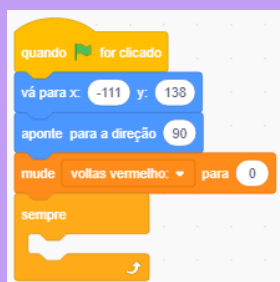 quando for clicado
vá para x: -111 y: 138
aponte para a direção 90
mude voltas vermelho: para 0
sempre